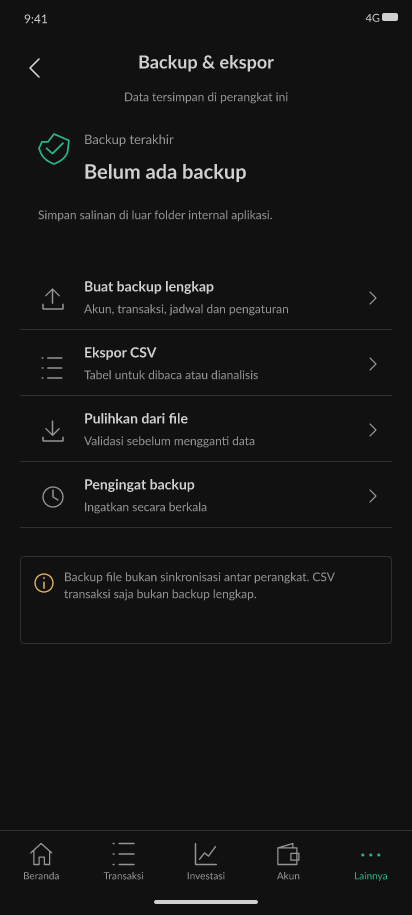 9:41
4G
Backup & ekspor
Data tersimpan di perangkat ini
Backup terakhir
Belum ada backup
Simpan salinan di luar folder internal aplikasi.
Buat backup lengkap
Akun, transaksi, jadwal dan pengaturan
Ekspor CSV
Tabel untuk dibaca atau dianalisis
Pulihkan dari file
Validasi sebelum mengganti data
Pengingat backup
Ingatkan secara berkala
Backup file bukan sinkronisasi antar perangkat. CSV
transaksi saja bukan backup lengkap.
Beranda
Transaksi
Investasi
Akun
Lainnya